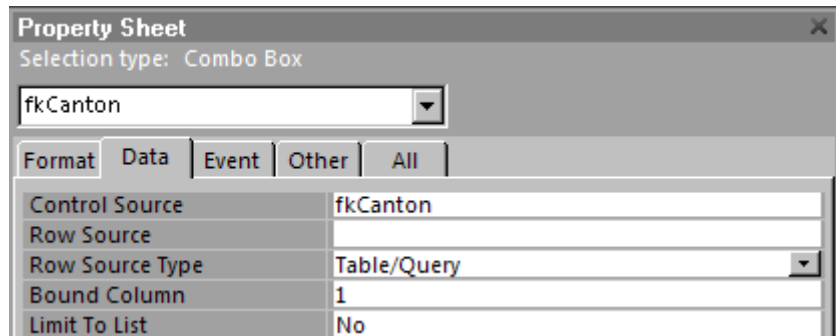 Property Sheet
Selection type: Combo Box
fkCanton
Format Data Event Other All
Control Source fkCanton
Row Source
Row Source Type Table/Query
Bound Column 1
Limit To List No